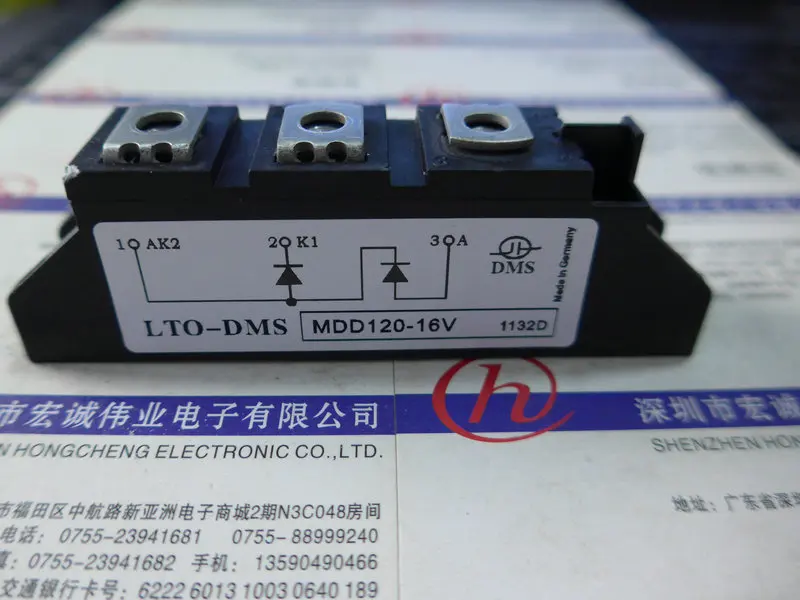 1 AK2
2 K1
3 A
DMS
Made in Germany
LTO-DMS
MDD120-16V 1132D
市宏诚伟业电子有限公司
HONGCHENG ELECTRONIC CO.,LTD.
市福田区中航路新亚洲电子商城2期N3C048房间
电话: 0755-23941681 0755-88999240
真: 0755-23941682 手机: 13590490466
交通银行卡号: 6222 6013 1003 0640 189
h
深圳市宏诚
SHENZHEN HON
地址: 广东省深圳